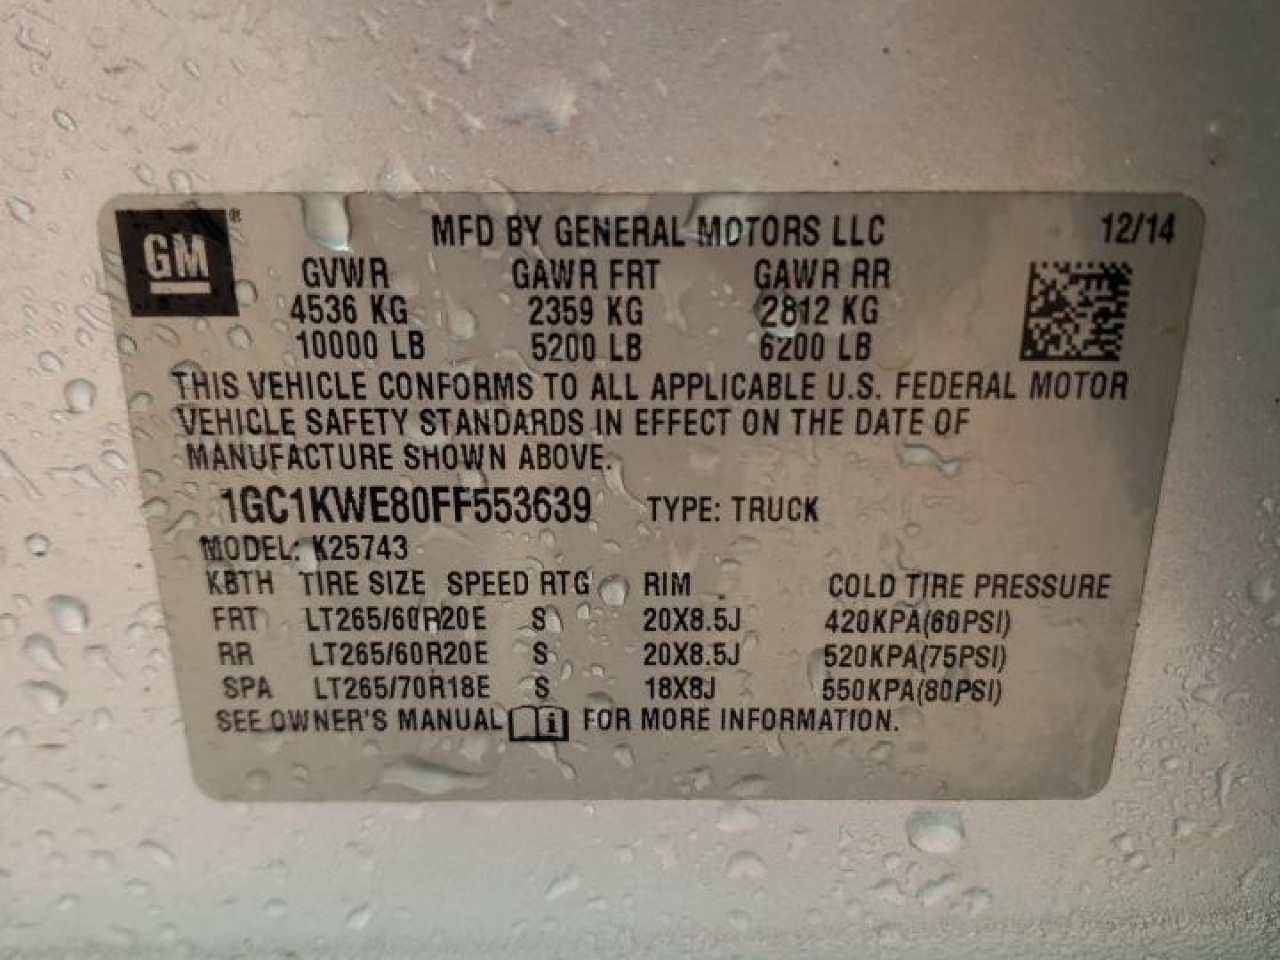 GM® MFD BY GENERAL MOTORS LLC 12/14
GVWR GAWR FRT GAWR RR
4536 KG 2359 KG 2812 KG
10000 LB 5200 LB 6200 LB
THIS VEHICLE CONFORMS TO ALL APPLICABLE U.S. FEDERAL MOTOR
VEHICLE SAFETY STANDARDS IN EFFECT ON THE DATE OF
MANUFACTURE SHOWN ABOVE.
1GC1KWE80FF553639 TYPE: TRUCK
MODEL: K25743
KBTH TIRE SIZE SPEED RTG RIM COLD TIRE PRESSURE
FRT LT265/60R20E S 20X8.5J 420KPA(60PSI)
RR LT265/60R20E S 20X8.5J 520KPA(75PSI)
SPA LT265/70R18E S 18X8J 550KPA(80PSI)
SEE OWNER'S MANUAL i FOR MORE INFORMATION.